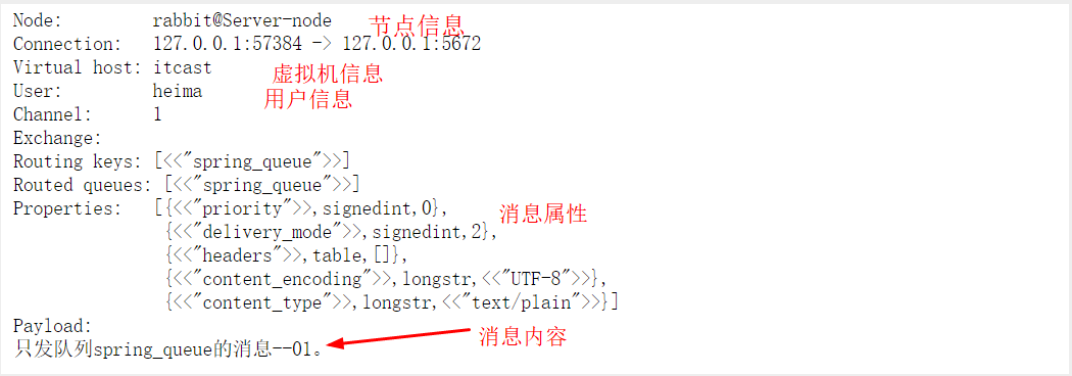 Node: rabbit@Server-node 节点信息
Connection: 127.0.0.1:57384 -> 127.0.0.1:5672
Virtual host: itcast 虚拟机信息
User: heima 用户信息
Channel: 1
Exchange:
Routing keys: [<<"spring_queue">>]
Routed queues: [<<"spring_queue">>]
Properties: [{<<"priority">>,signedint,0}, 消息属性
{<<"delivery_mode">>,signedint,2},
{<<"headers">>,table,[]},
{<<"content_encoding">>,longstr,<<"UTF-8">>},
{<<"content_type">>,longstr,<<"text/plain">>}]
Payload:
只发队列spring_queue的消息--01。 消息内容